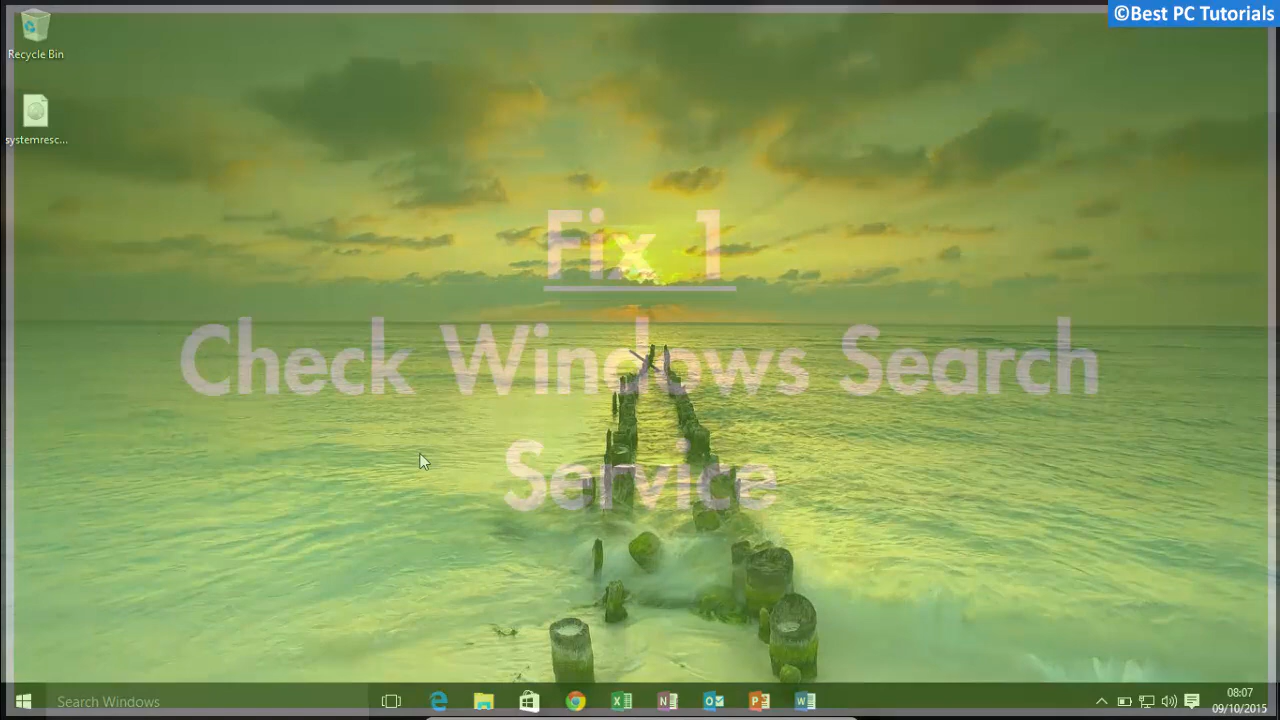 ©Best PC Tutorials
Recycle Bin
systemresc...
Fix 1
Check Windows Search
Service
Search Windows
08:07
09/10/2015